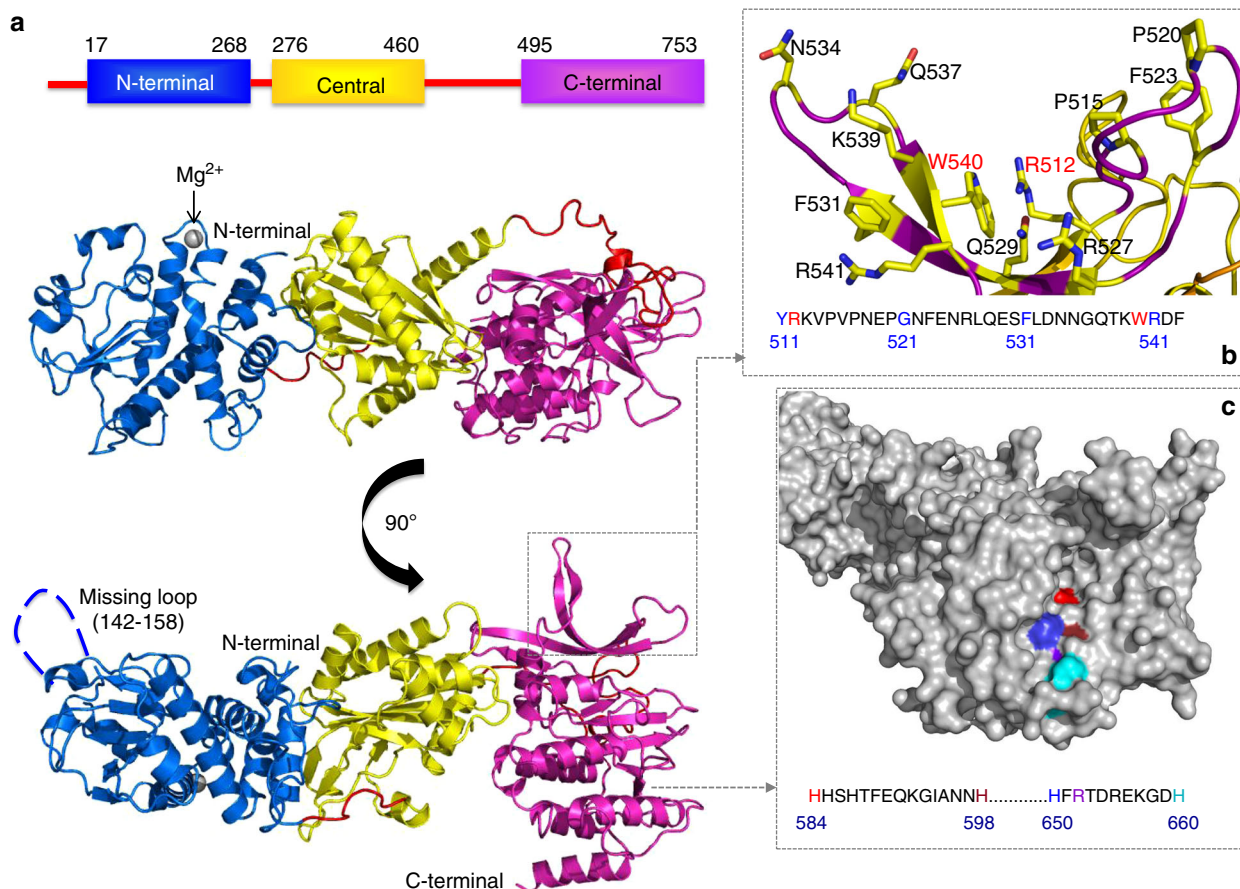 a
17 268 276 460 495 753
N-terminal Central C-terminal
Mg2+
N-terminal
90°
Missing loop
(142-158)
N-terminal
C-terminal
N534
Q537
P520
F523
P515
K539
W540
R512
F531
Q529
R527
R541
YRKVPVPNEPGNFENRLQESFLDNNGQTKWRDF
511 521 531 541
b
c
HHSHTFEQKGIANNH............HFRTDREKGDH
584 598 650 660